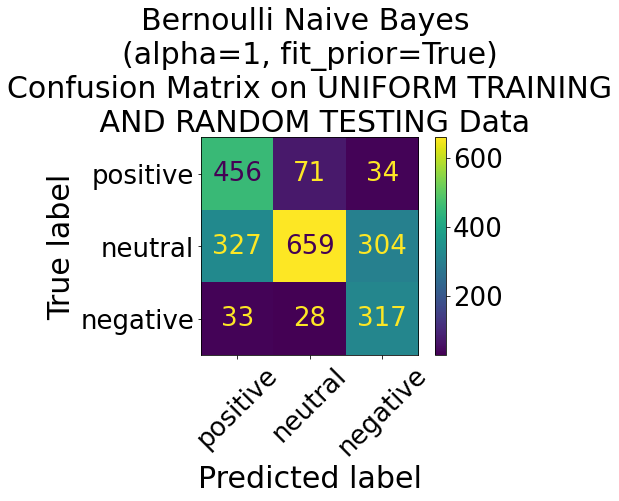 Bernoulli Naive Bayes
(alpha=1, fit_prior=True)
Confusion Matrix on UNIFORM TRAINING
AND RANDOM TESTING Data
positive 456 71 34
neutral 327 659 304
negative 33 28 317
600
400
200
True label
positive neutral negative
Predicted label